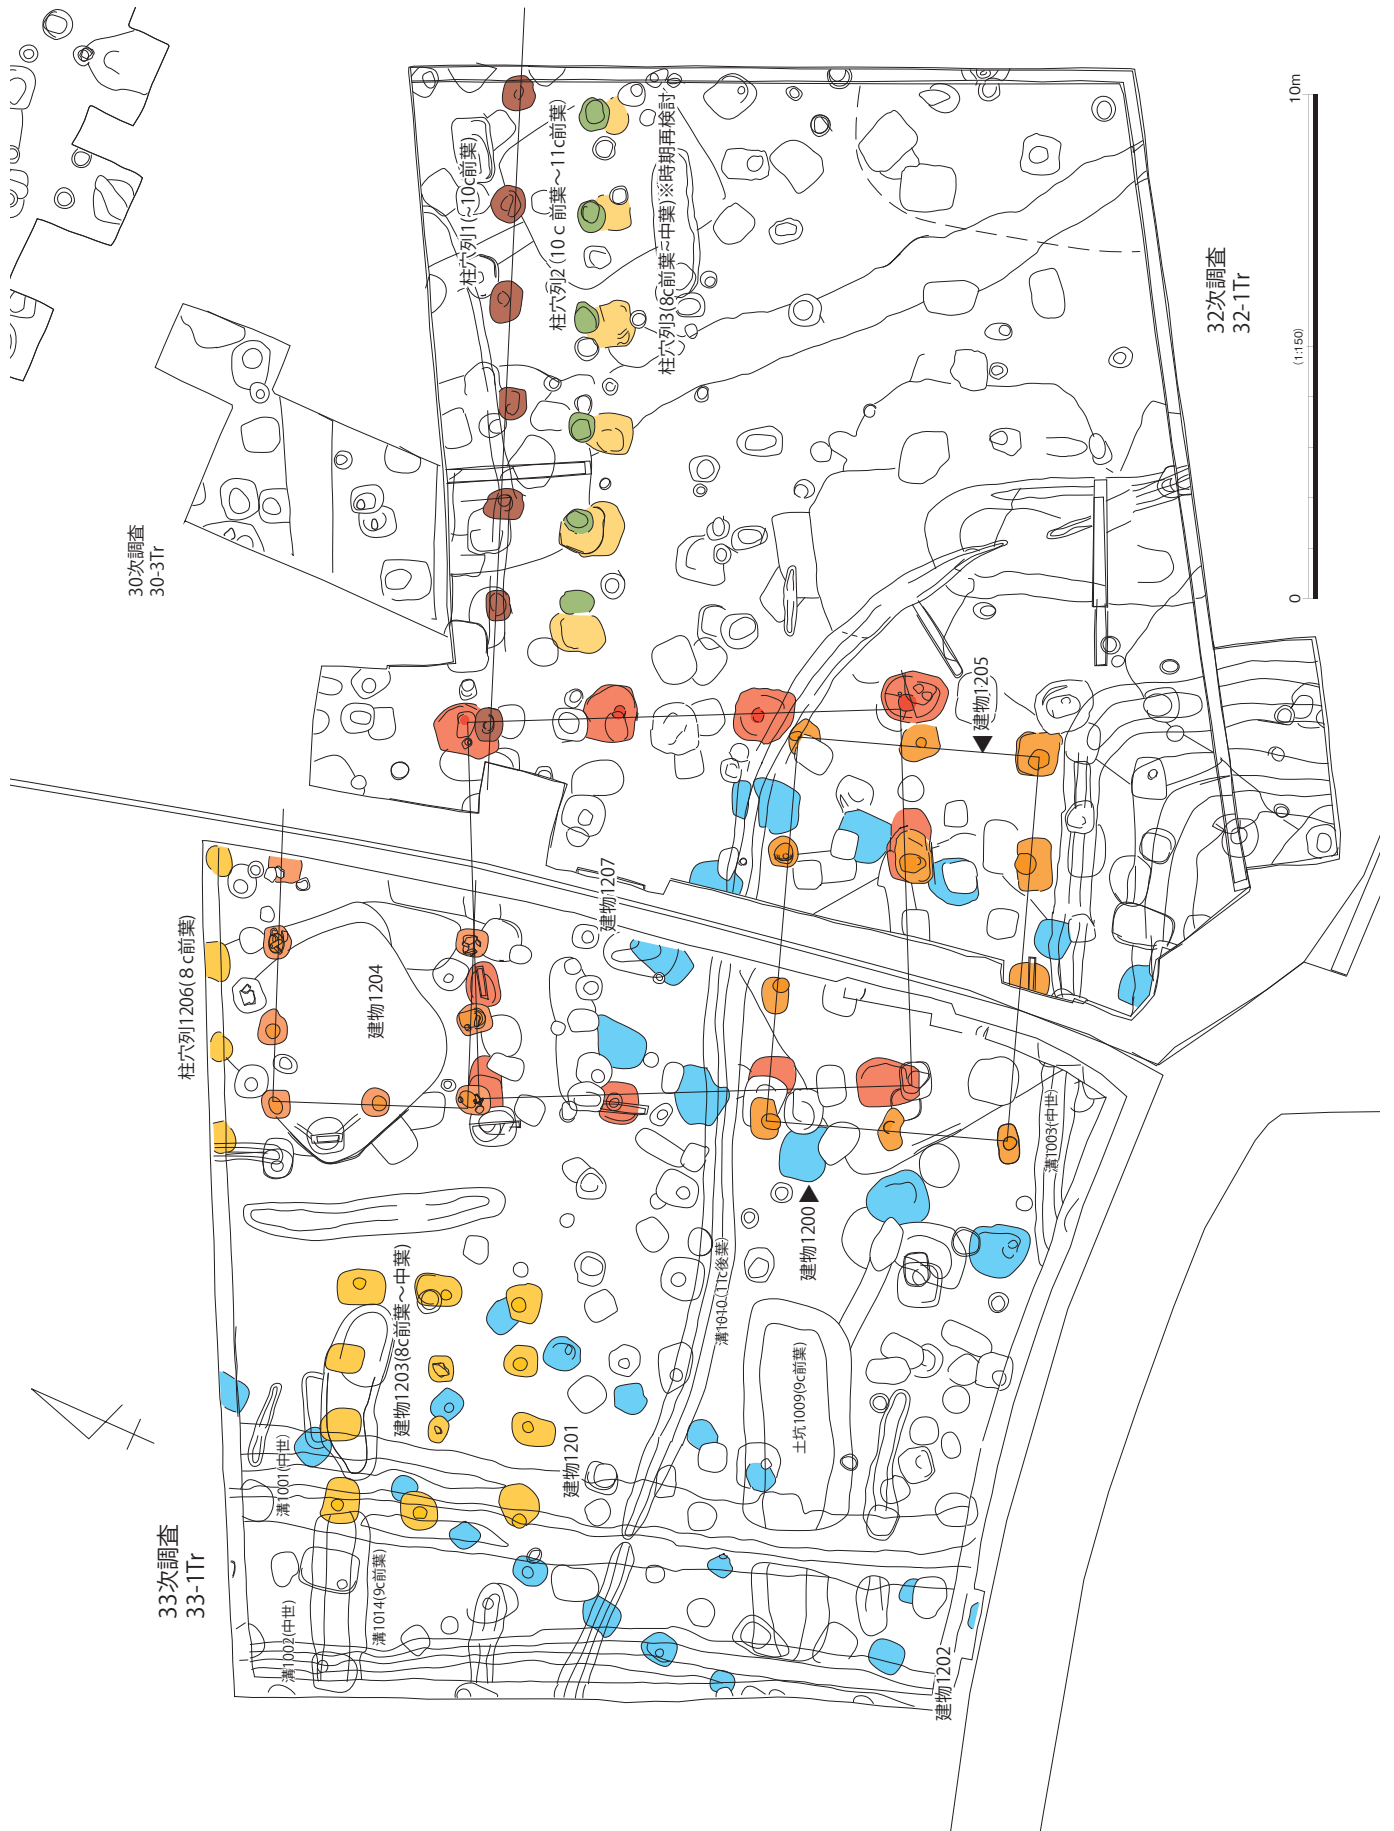 30次調査
30-3Tr
柱穴列1(~10c前葉)
柱穴列2(10ｃ前葉～11c前葉)
柱穴列3(8c前葉~中葉)※時期再検討
32次調査
32-1Tr
0
(1:150)
10m
建物1205
建物1207
柱穴列1206(8ｃ前葉)
建物1204
建物1200
溝1003(中世)
溝1010(11c後葉)
土坑1009(9c前葉)
建物1203(8c前葉～中葉)
建物1201
溝1001(中世)
33次調査
33-1Tr
溝1014(9c前葉)
溝1002(中世)
建物1202